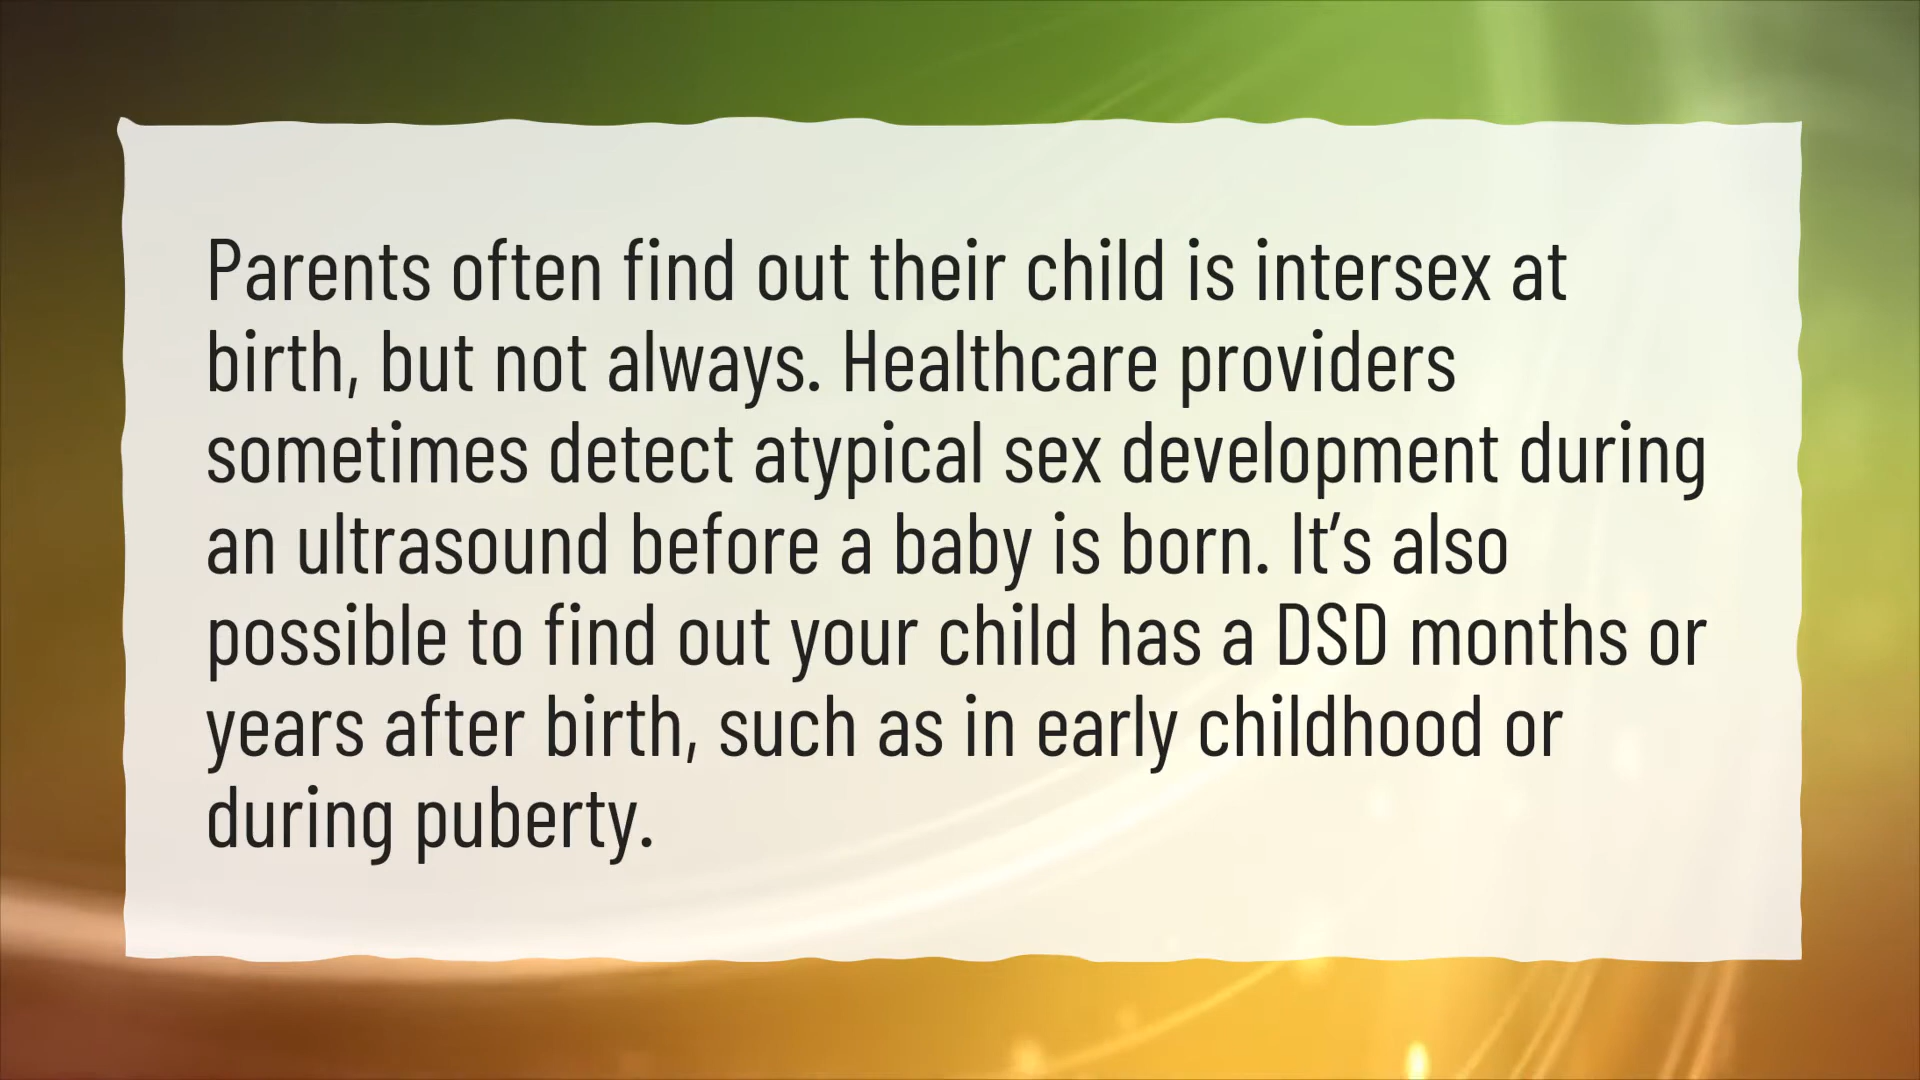 Parents often find out their child is intersex at
birth, but not always. Healthcare providers
sometimes detect atypical sex development during
an ultrasound before a baby is born. It’s also
possible to find out your child has a DSD months or
years after birth, such as in early childhood or
during puberty.